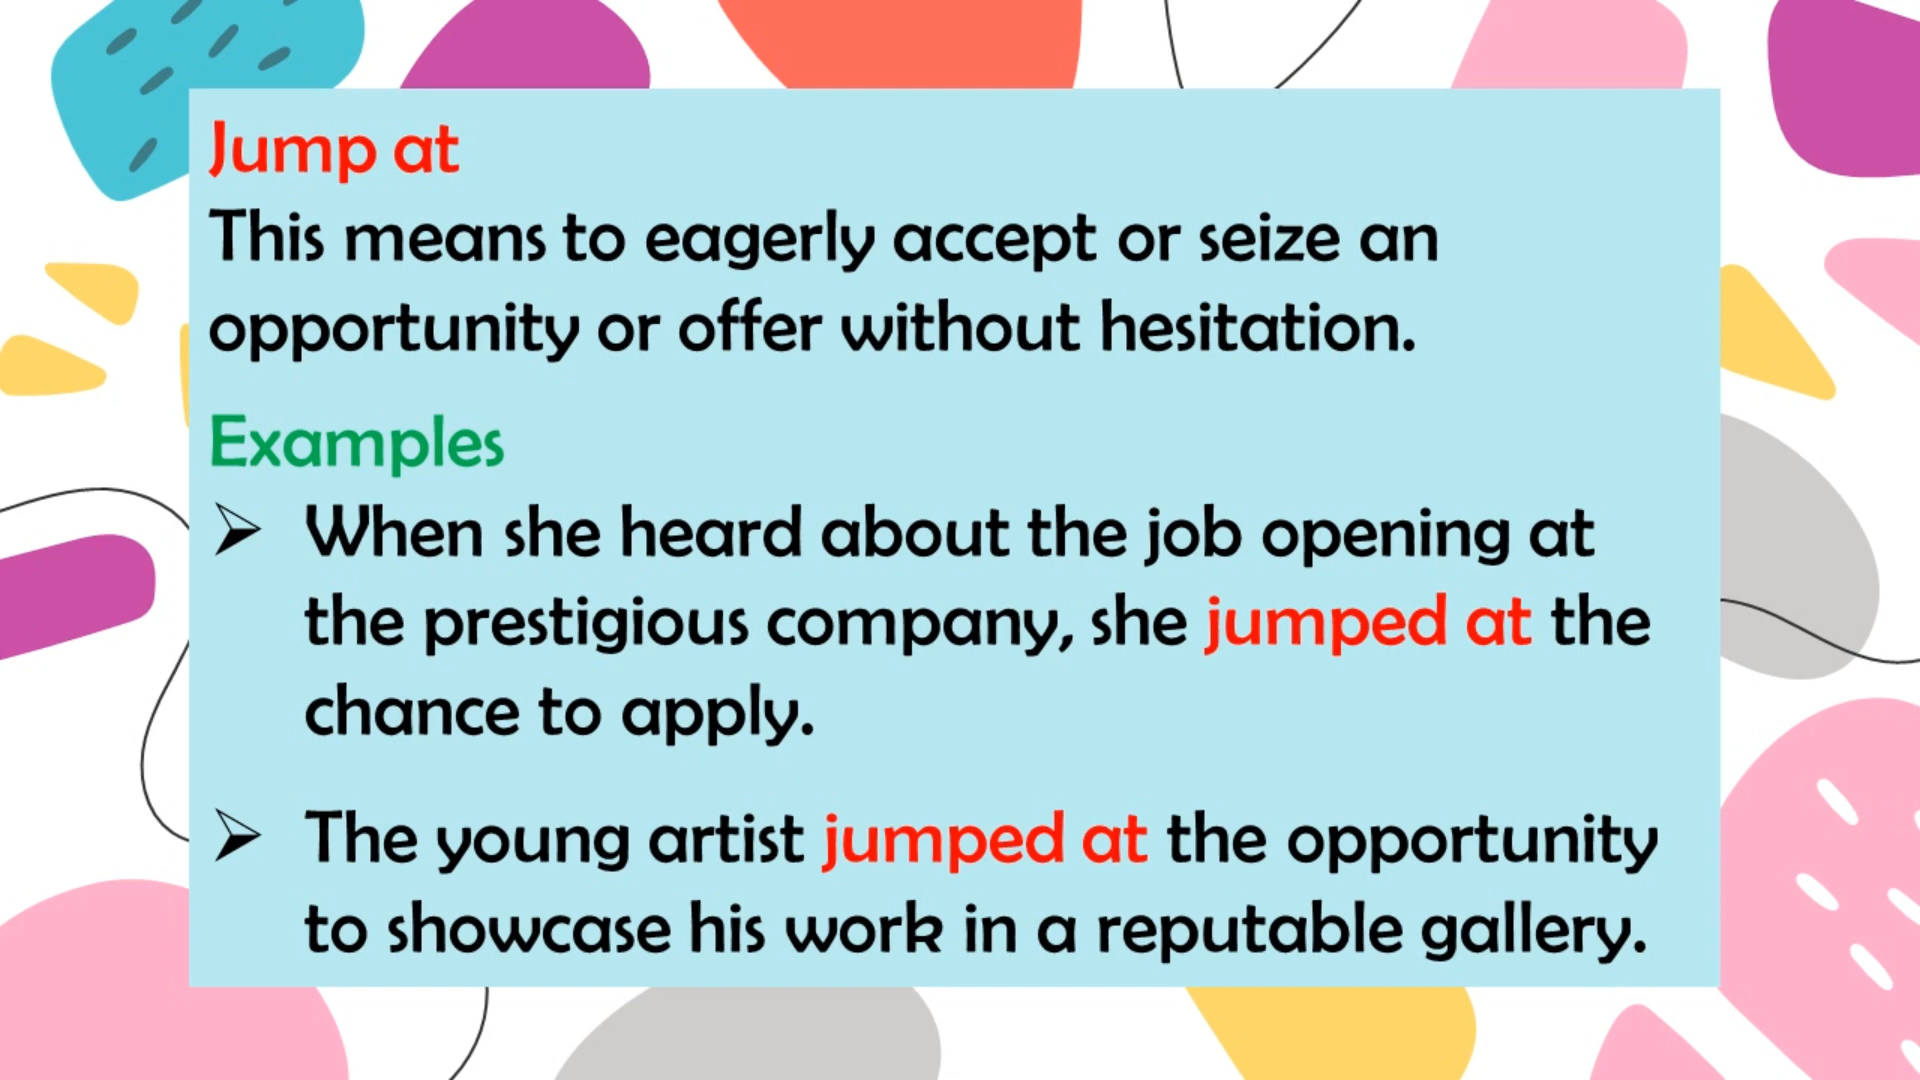 Jump at
This means to eagerly accept or seize an
opportunity or offer without hesitation.
Examples
➢ When she heard about the job opening at
the prestigious company, she jumped at the
chance to apply.
➢ The young artist jumped at the opportunity
to showcase his work in a reputable gallery.